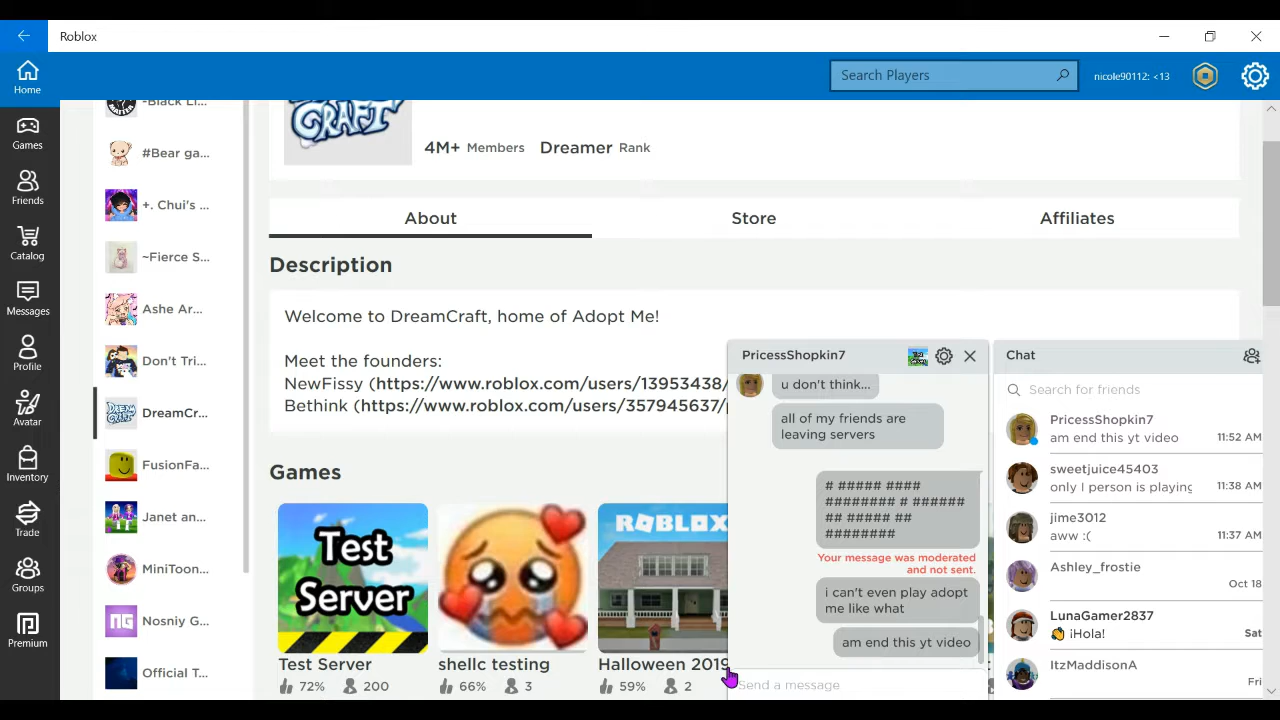 Roblox
Home
Search Players
nicole90112: <13
Games
Friends
Catalog
Messages
Profile
Avatar
Inventory
Trade
Groups
Premium
~Black Li...
#Bear ga...
+. Chui's ...
~Fierce S...
Ashe Ar...
Don't Tri...
DreamCr...
FusionFa...
Janet an...
MiniToon...
NG
Nosniy G...
Official T...
CRAFT
4M+ Members
Dreamer Rank
About
Store
Affiliates
Description
Welcome to DreamCraft, home of Adopt Me!
Meet the founders:
NewFissy (https://www.roblox.com/users/13953438/
Bethink (https://www.roblox.com/users/357945637/p
Games
Test
Server
Test Server
72%
200
shellc testing
66%
3
ROBLOX
Halloween 2019
59%
2
PricessShopkin7
u don't think...
all of my friends are
leaving servers
# ##### ####
######## # ######
## ##### ##
########
Your message was moderated
and not sent.
i can't even play adopt
me like what
am end this yt video
Send a message
Chat
Search for friends
PricessShopkin7
am end this yt video
11:52 AM
sweetjuice45403
only I person is playing
11:38 AM
jime3012
aww :(
11:37 AM
Ashley_frostie
Oct 18
LunaGamer2837
👋 ¡Hola!
Sat
ItzMaddisonA
Fri